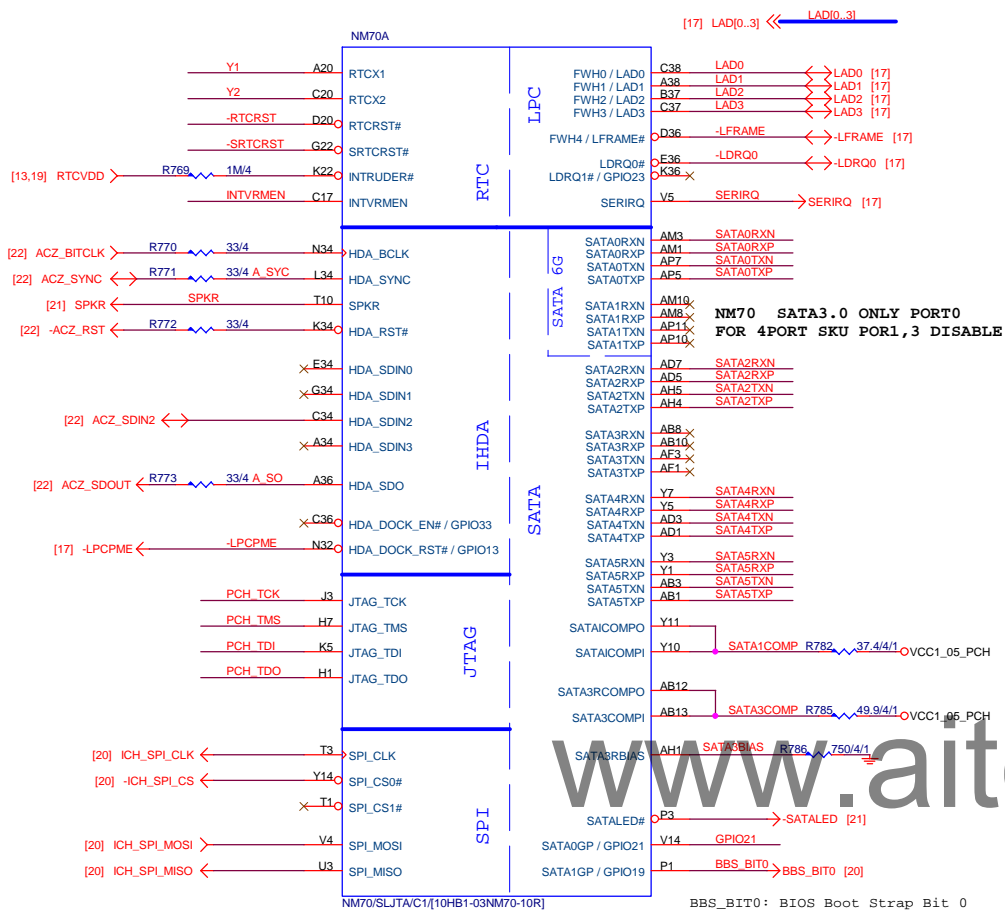 [17] LAD[0..3] LAD[0..3]
NM70A
Y1 A20 RTCX1
Y2 C20 RTCX2
-RTCRST D20 RTCRST#
-SRTCRST G22 SRTCRST#
[13,19] RTCVDD R769 1M/4 K22 INTRUDER#
INTVRMEN C17 INTVRMEN
RTC
LPC
FWH0 / LAD0 C38 LAD0 LAD0 [17]
FWH1 / LAD1 A38 LAD1 LAD1 [17]
FWH2 / LAD2 B37 LAD2 LAD2 [17]
FWH3 / LAD3 C37 LAD3 LAD3 [17]
FWH4 / LFRAME# D36 -LFRAME -LFRAME [17]
LDRQ0# E36 -LDRQ0 -LDRQ0 [17]
LDRQ1# / GPIO23 K36
SERIRQ V5 SERIRQ SERIRQ [17]
[22] ACZ_BITCLK R770 33/4 N34 HDA_BCLK
[22] ACZ_SYNC R771 33/4 A_SYC L34 HDA_SYNC
[21] SPKR SPKR T10 SPKR
[22] -ACZ_RST R772 33/4 K34 HDA_RST#
E34 HDA_SDIN0
G34 HDA_SDIN1
[22] ACZ_SDIN2 C34 HDA_SDIN2
A34 HDA_SDIN3
[22] ACZ_SDOUT R773 33/4 A_SO A36 HDA_SDO
C36 HDA_DOCK_EN# / GPIO33
[17] -LPCPME -LPCPME N32 HDA_DOCK_RST# / GPIO13
IHDA
SATA 6G
SATA
SATA0RXN AM3 SATA0RXN
SATA0RXP AM1 SATA0RXP
SATA0TXN AP7 SATA0TXN
SATA0TXP AP5 SATA0TXP
SATA1RXN AM10
SATA1RXP AM8
SATA1TXN AP11
SATA1TXP AP10
NM70 SATA3.0 ONLY PORT0
FOR 4PORT SKU POR1,3 DISABLE
SATA2RXN AD7 SATA2RXN
SATA2RXP AD5 SATA2RXP
SATA2TXN AH5 SATA2TXN
SATA2TXP AH4 SATA2TXP
SATA3RXN AB8
SATA3RXP AB10
SATA3TXN AF3
SATA3TXP AF1
SATA4RXN Y7 SATA4RXN
SATA4RXP Y5 SATA4RXP
SATA4TXN AD3 SATA4TXN
SATA4TXP AD1 SATA4TXP
SATA5RXN Y3 SATA5RXN
SATA5RXP Y1 SATA5RXP
SATA5TXN AB3 SATA5TXN
SATA5TXP AB1 SATA5TXP
PCH_TCK J3 JTAG_TCK
PCH_TMS H7 JTAG_TMS
PCH_TDI K5 JTAG_TDI
PCH_TDO H1 JTAG_TDO
JTAG
SATAICOMPO Y11
SATAICOMPI Y10 SATA1COMP R782 37.4/4/1 VCC1_05_PCH
SATA3RCOMPO AB12
SATA3COMPI AB13 SATA3COMP R785 49.9/4/1 VCC1_05_PCH
SATA3RBIAS AH1 SATA3BIAS R786 750/4/1
[20] ICH_SPI_CLK T3 SPI_CLK
[20] -ICH_SPI_CS Y14 SPI_CS0#
T1 SPI_CS1#
[20] ICH_SPI_MOSI V4 SPI_MOSI
[20] ICH_SPI_MISO U3 SPI_MISO
SPI
www.aite
SATALED# P3 -SATALED [21]
SATA0GP / GPIO21 V14 GPIO21
SATA1GP / GPIO19 P1 BBS_BIT0 BBS_BIT0 [20]
NM70/SLJTA/C1/[10HB1-03NM70-10R]
BBS_BIT0: BIOS Boot Strap Bit 0